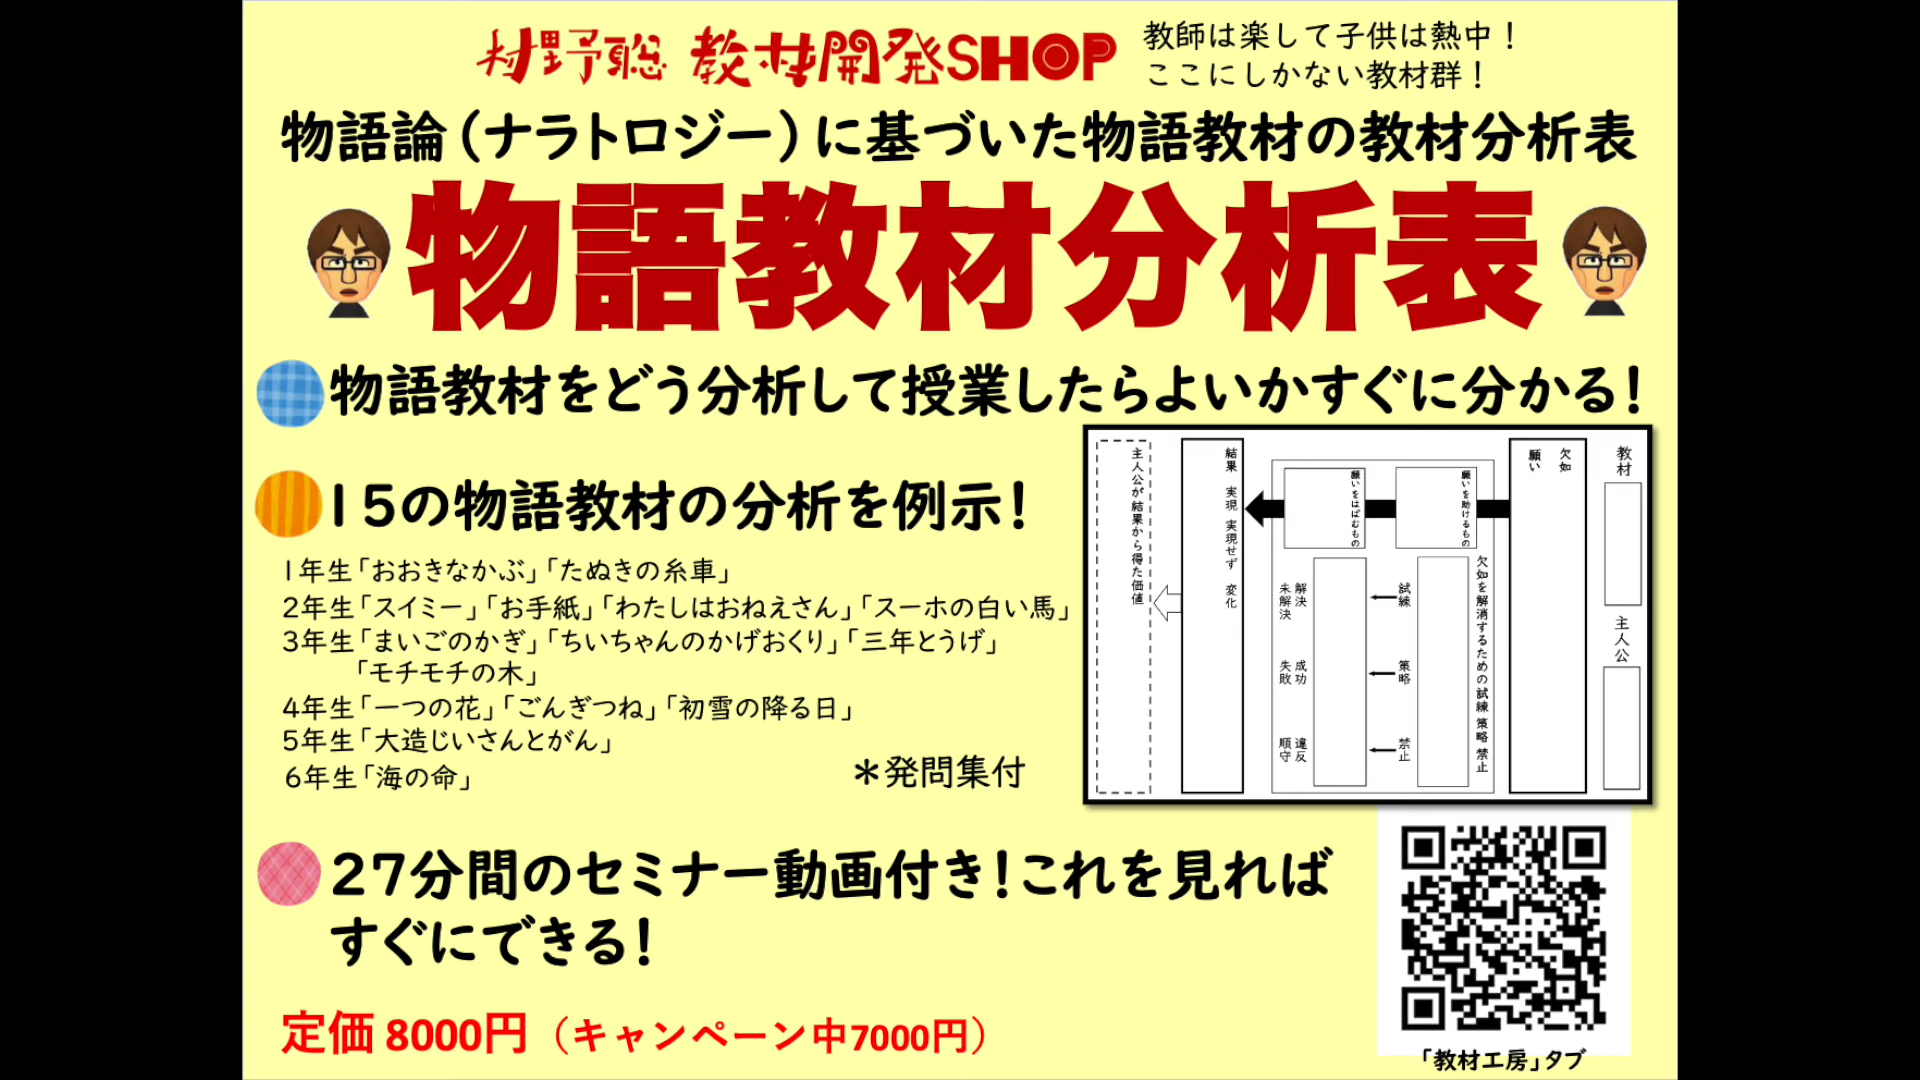 村野聡 教材開発SHOP
教師は楽して子供は熱中！
ここにしかない教材群！
物語論（ナラトロジー）に基づいた物語教材の教材分析表
物語教材分析表
物語教材をどう分析して授業したらよいかすぐに分かる！
15の物語教材の分析を例示！
1年生「おおきなかぶ」「たぬきの糸車」
2年生「スイミー」「お手紙」「わたしはおねえさん」「スーホの白い馬」
3年生「まいごのかぎ」「ちいちゃんのかげおくり」「三年とうげ」
「モチモチの木」
4年生「一つの花」「ごんぎつね」「初雪の降る日」
5年生「大造じいさんとがん」
6年生「海の命」
＊発問集付
教材
主人公
欠如
願い
願いを助けるもの
願いをはばむもの
欠如を解消するための試練 策略 禁止
試練
策略
禁止
解決
未解決
成功
失敗
違反
順守
結果 実現 実現せず 変化
主人公が結果から得た価値
27分間のセミナー動画付き！これを見れば
すぐにできる！
定価 8000円（キャンペーン中7000円）
「教材工房」タブ